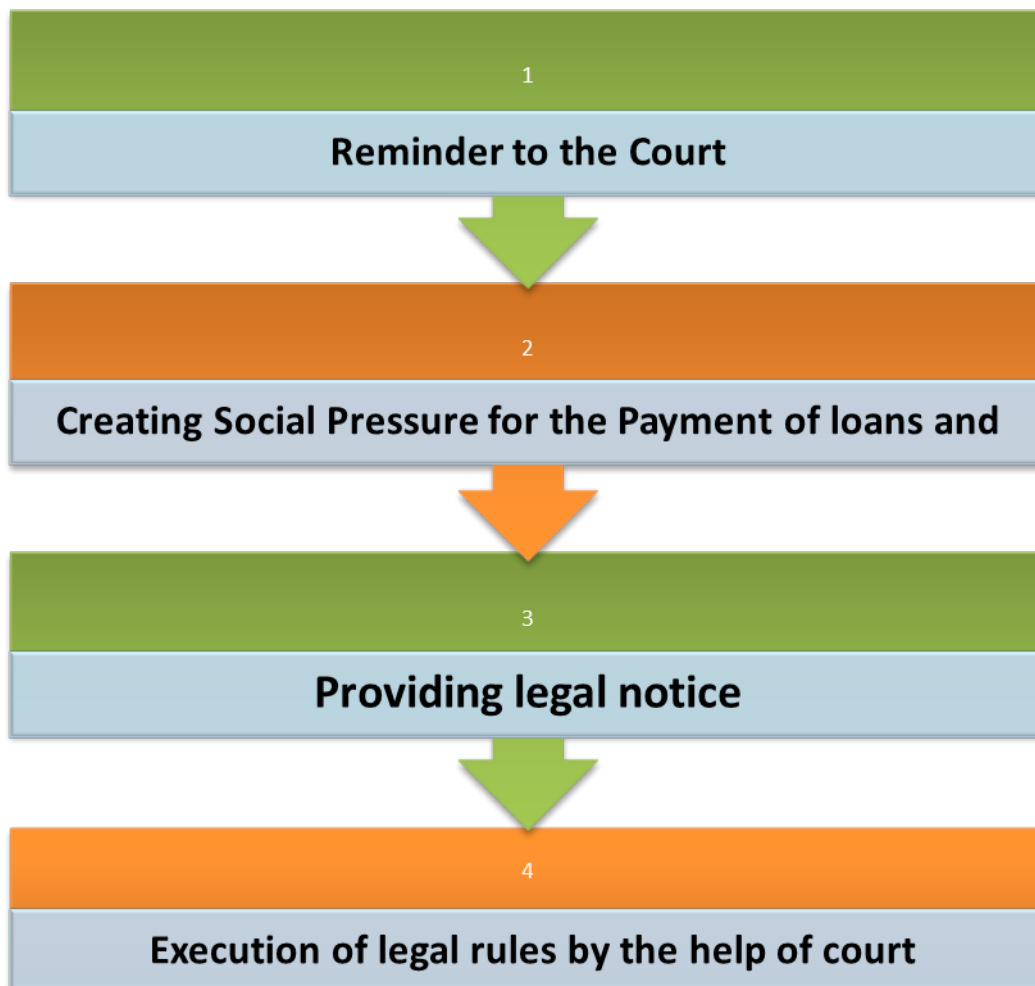 1
Reminder to the Court
2
Creating Social Pressure for the Payment of loans and
3
Providing legal notice
4
Execution of legal rules by the help of court